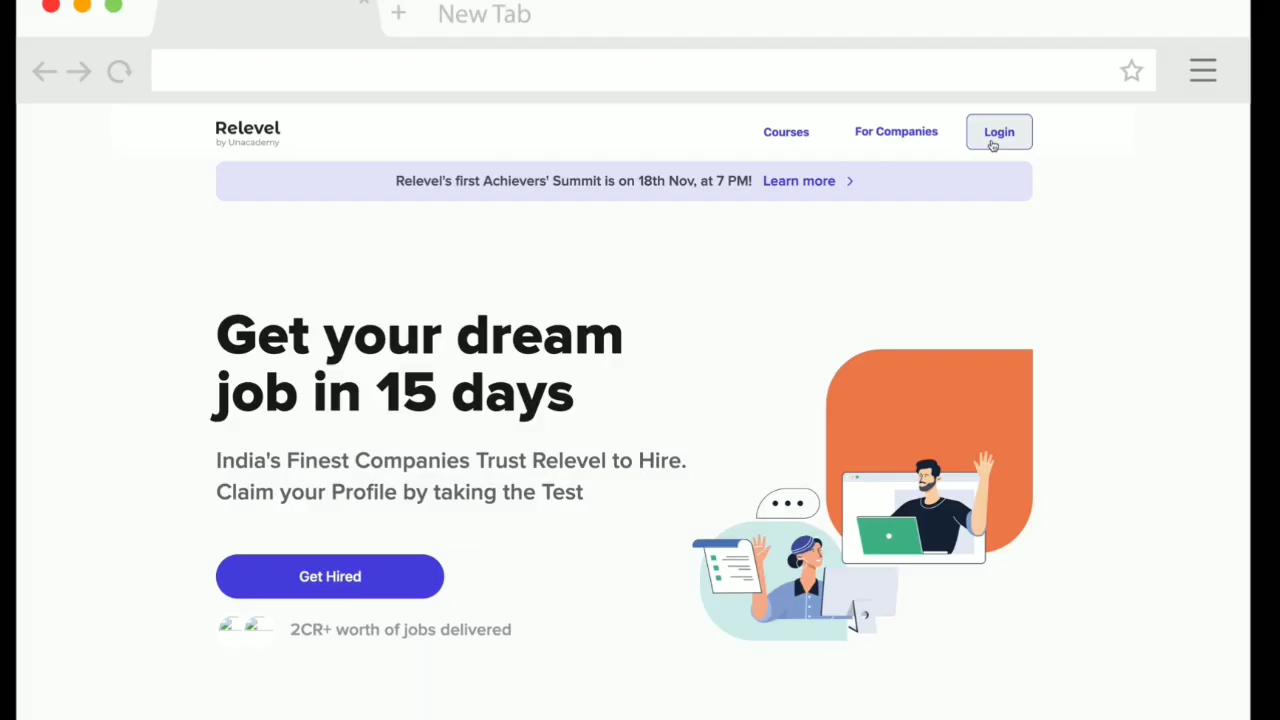 New Tab
Relevel
by Unacademy
Courses
For Companies
Login
Relevel's first Achievers' Summit is on 18th Nov, at 7 PM! Learn more
Get your dream
job in 15 days
India's Finest Companies Trust Relevel to Hire.
Claim your Profile by taking the Test
Get Hired
2CR+ worth of jobs delivered